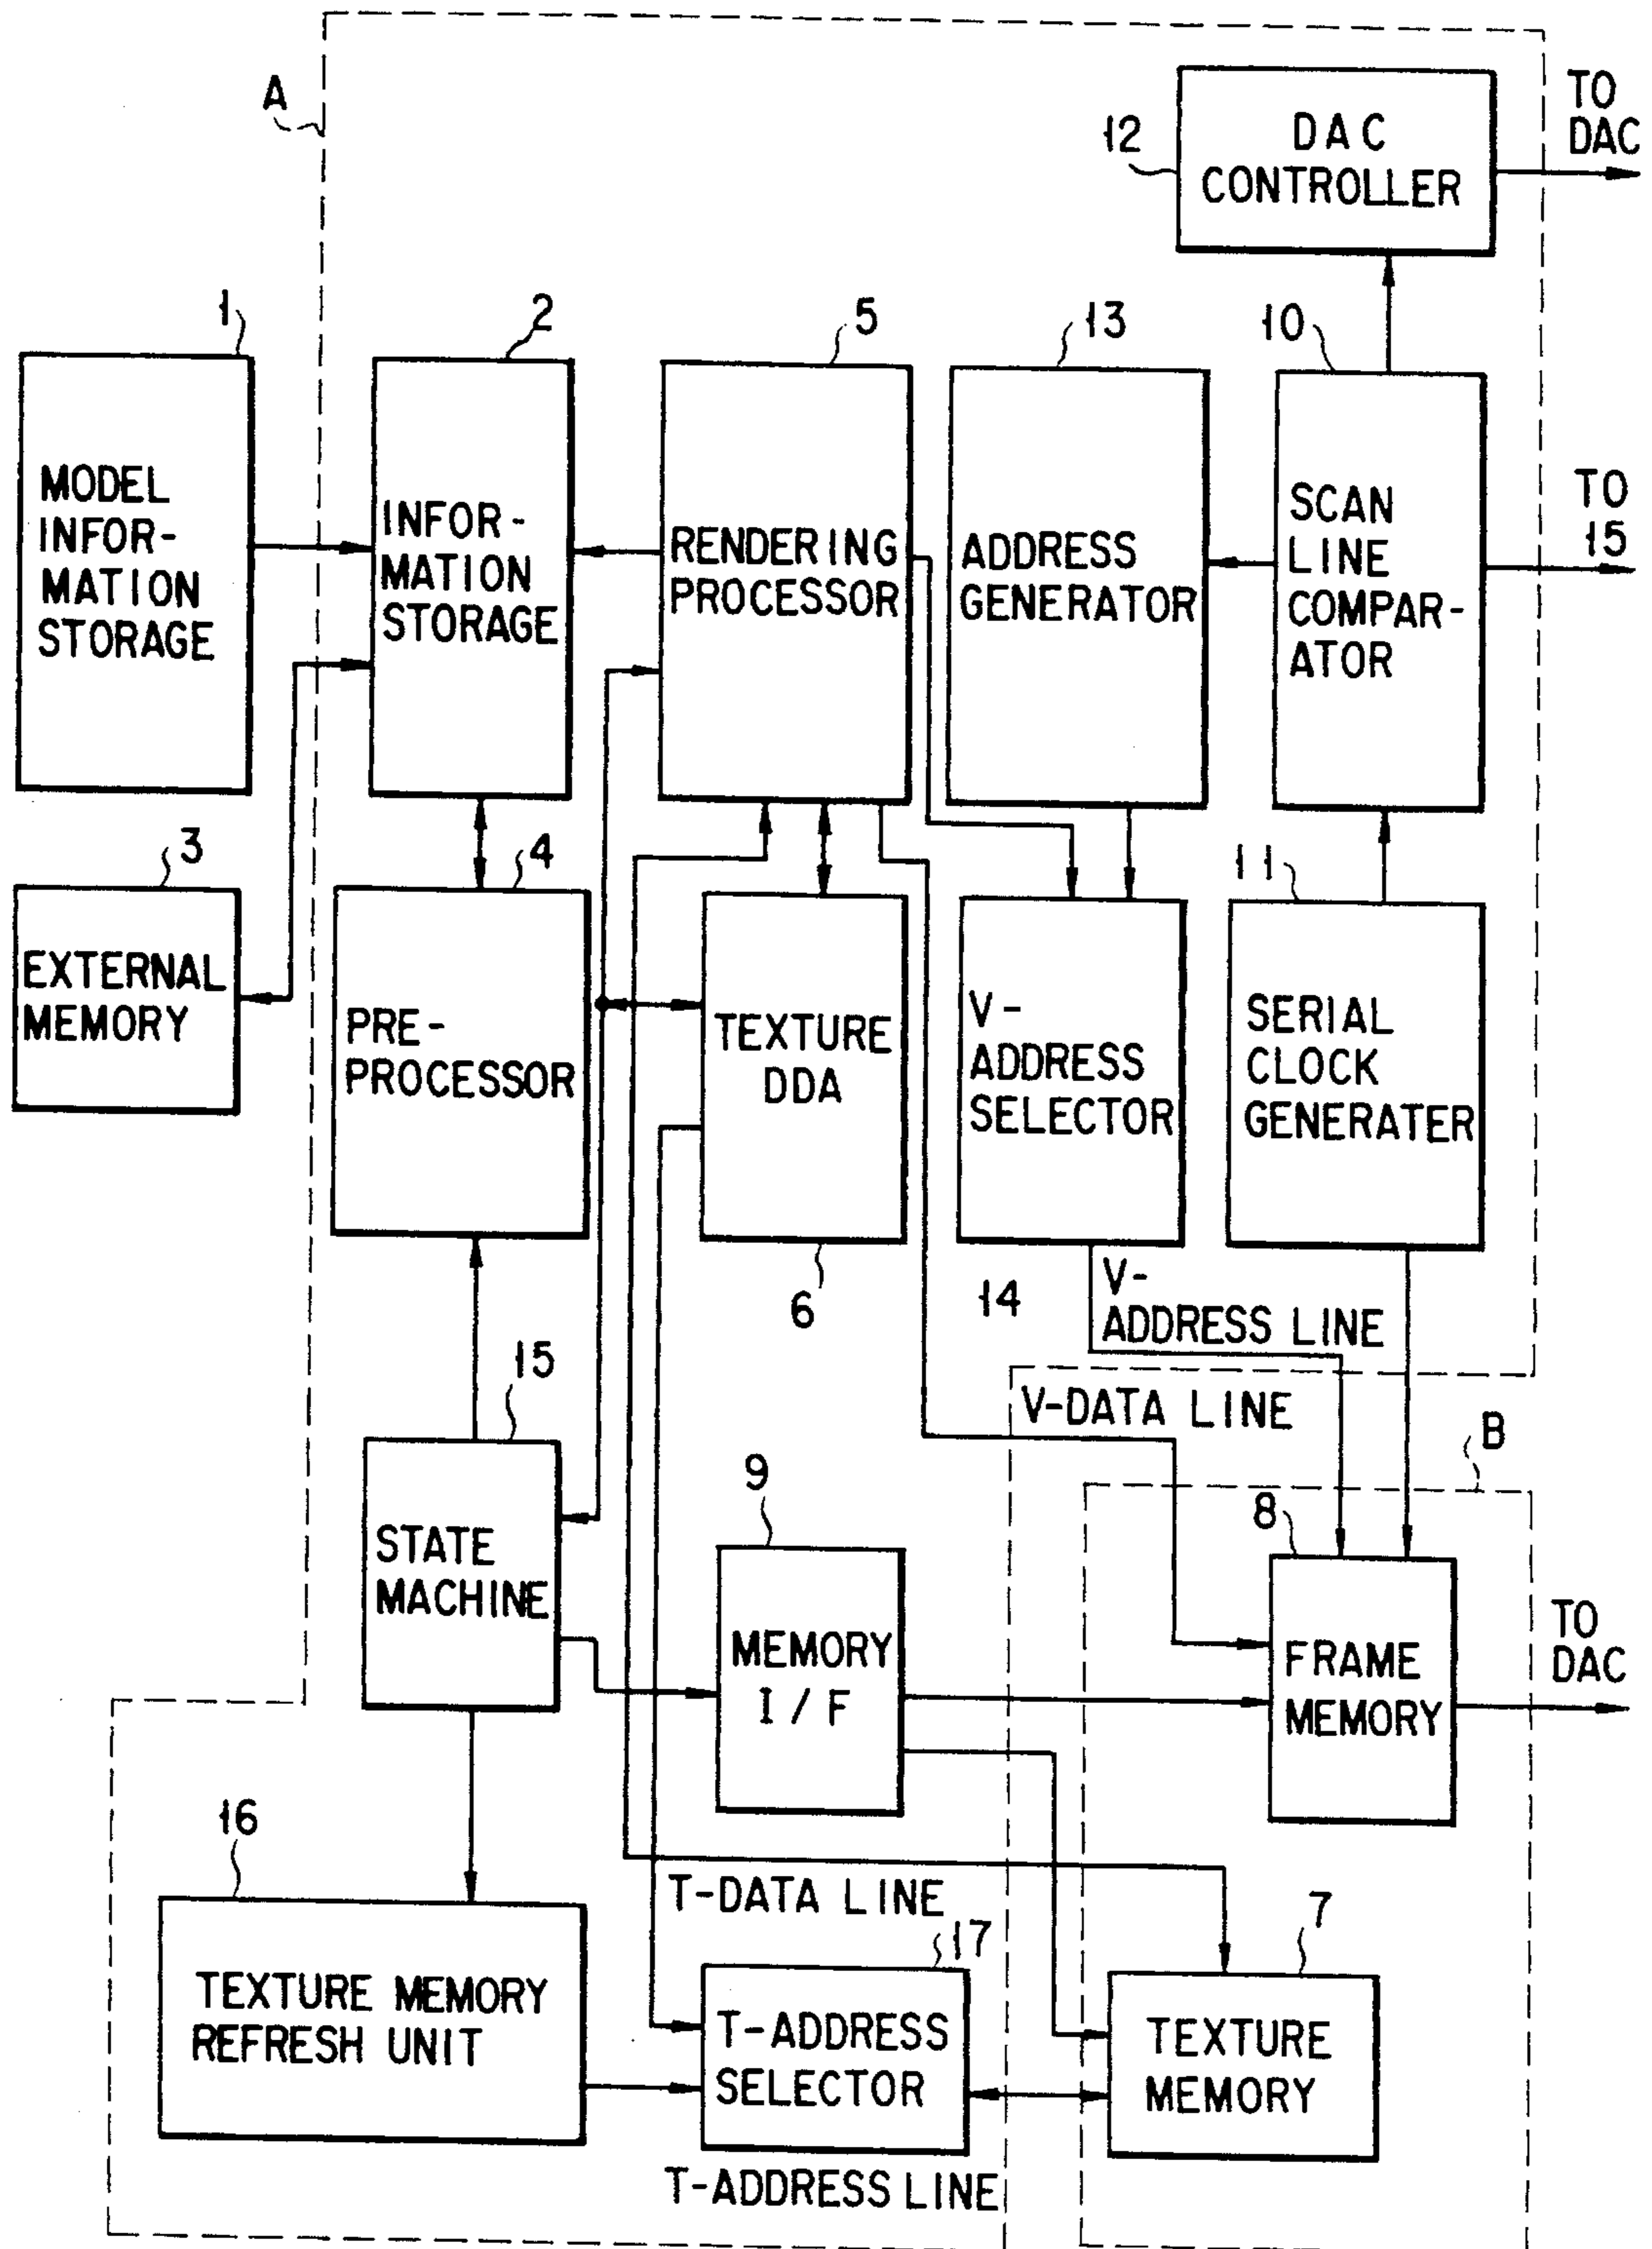 A
12
DAC
CONTROLLER
TO
DAC
1
2
5
13
10
MODEL
INFOR-
MATION
STORAGE
INFOR-
MATION
STORAGE
RENDERING
PROCESSOR
ADDRESS
GENERATOR
SCAN
LINE
COMPAR-
ATOR
TO
15
3
4
11
EXTERNAL
MEMORY
PRE-
PROCESSOR
TEXTURE
DDA
V-
ADDRESS
SELECTOR
SERIAL
CLOCK
GENERATER
6
14
V-
ADDRESS LINE
15
V-DATA LINE
B
9
8
STATE
MACHINE
MEMORY
I/F
FRAME
MEMORY
TO
DAC
16
T-DATA LINE
17
7
TEXTURE MEMORY
REFRESH UNIT
T-ADDRESS
SELECTOR
TEXTURE
MEMORY
T-ADDRESS LINE